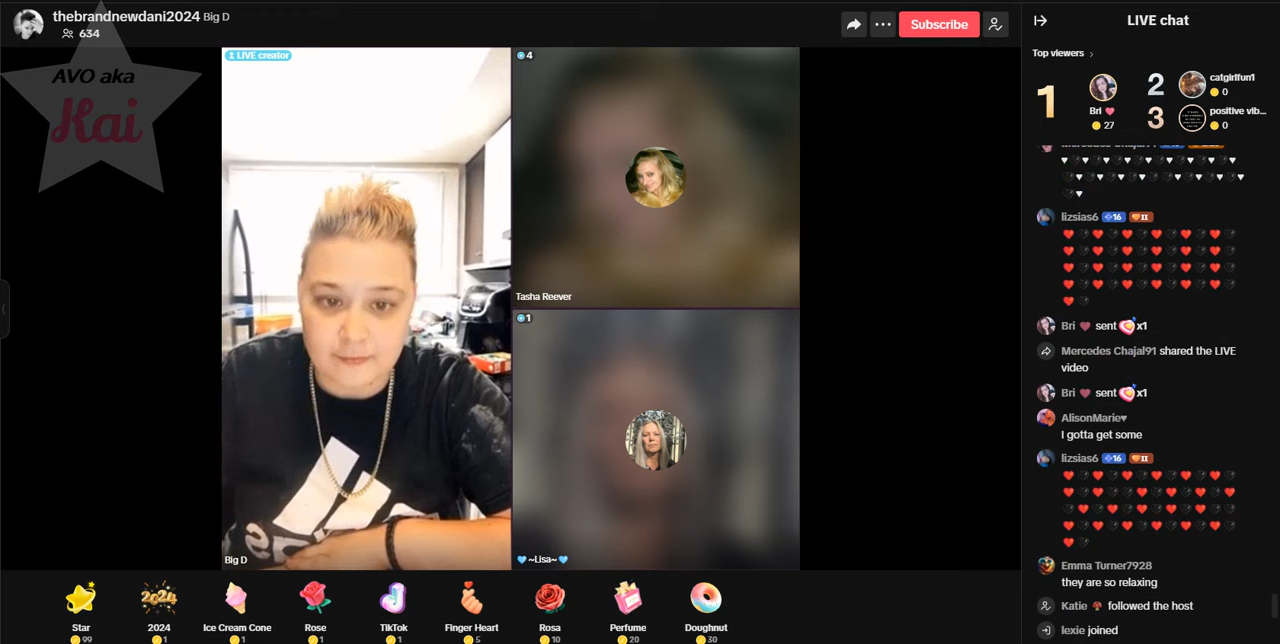 thebrandnewdani2024 Big D
634
Subscribe
AVO aka
Kai
LIVE creator
4
Tasha Reever
1
Big D
~Lisa~
Star
99
2024
1
Ice Cream Cone
1
Rose
1
TikTok
1
Finger Heart
5
Rosa
10
Perfume
20
Doughnut
30
LIVE chat
Top viewers
1
Bri
27
2
catgirlfun1
0
3
positive vib...
0
Mercedes Chajal91
lizsias6 16 II
Bri sent x1
Mercedes Chajal91 shared the LIVE
video
Bri sent x1
AlisonMarie♥
I gotta get some
lizsias6 16 II
Emma Turner7928
they are so relaxing
Katie followed the host
lexie joined